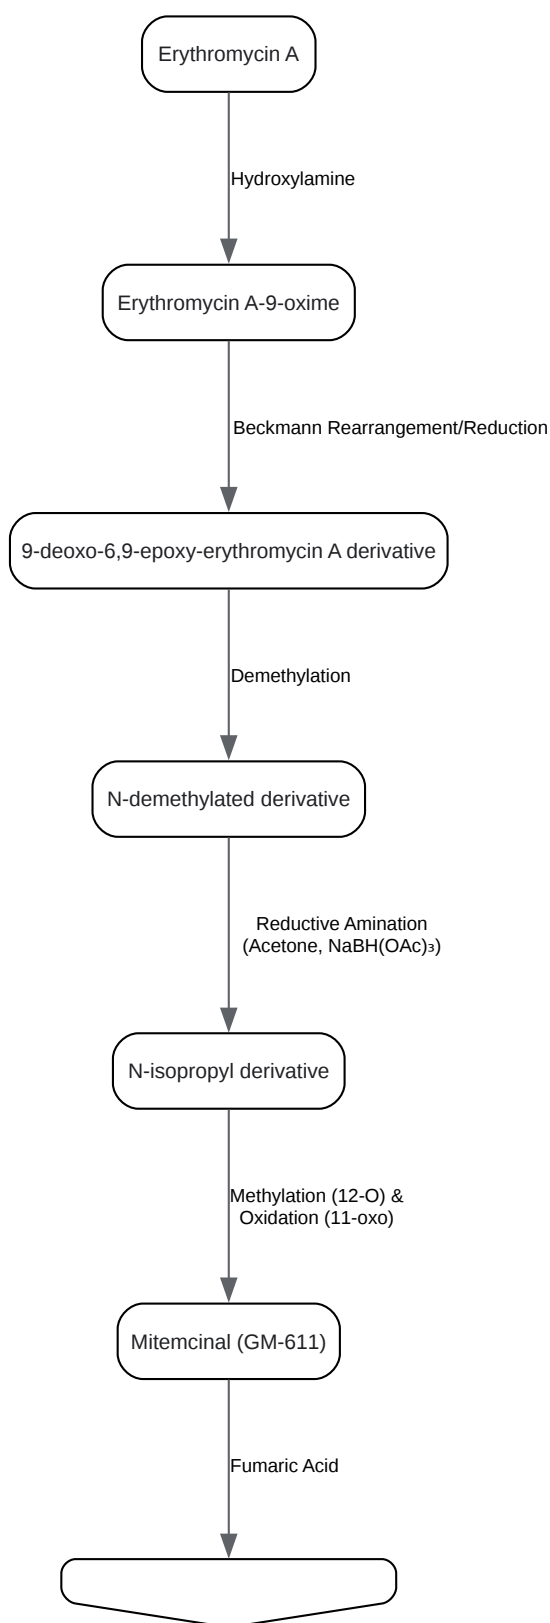 Erythromycin A
Hydroxylamine
Erythromycin A-9-oxime
Beckmann Rearrangement/Reduction
9-deoxo-6,9-epoxy-erythromycin A derivative
Demethylation
N-demethylated derivative
Reductive Amination
(Acetone, NaBH(OAc)₃)
N-isopropyl derivative
Methylation (12-O) &
Oxidation (11-oxo)
Mitemcinal (GM-611)
Fumaric Acid